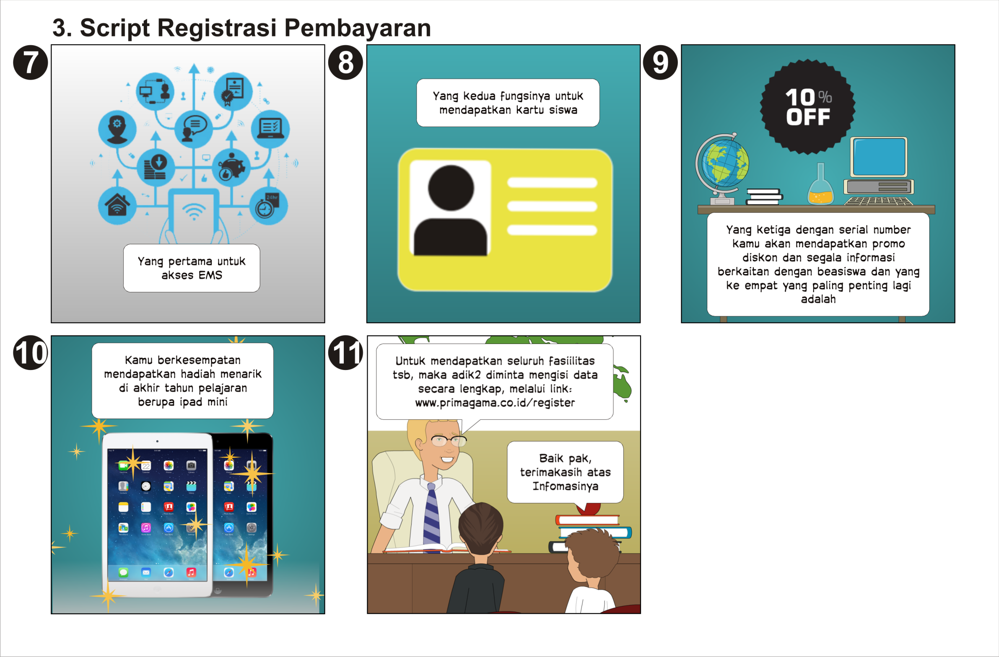 3. Script Registrasi Pembayaran
7
24hr
Yang pertama untuk
akses EMS
8
Yang kedua fungsinya untuk
mendapatkan kartu siswa
9
10%
OFF
Yang ketiga dengan serial number
kamu akan mendapatkan promo
diskon dan segala informasi
berkaitan dengan beasiswa dan yang
ke empat yang paling penting lagi
adalah
10
Kamu berkesempatan
mendapatkan hadiah menarik
di akhir tahun pelajaran
berupa ipad mini
22
11
Untuk mendapatkan seluruh fasiilitas
tsb, maka adik2 diminta mengisi data
secara lengkap, melalui link:
www.primagama.co.id/register
Baik pak,
terimakasih atas
Infomasinya